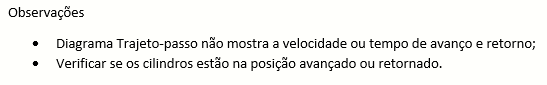 Observações
• Diagrama Trajeto-passo não mostra a velocidade ou tempo de avanço e retorno;
• Verificar se os cilindros estão na posição avançado ou retornado.